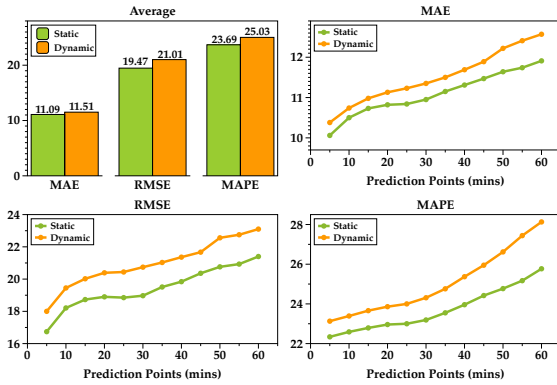 Average
Static
Dynamic
20
10
0
11.09
11.51
19.47
21.01
23.69
25.03
MAE
RMSE
MAPE
MAE
Static
Dynamic
12
11
10
0
10
20
30
40
50
60
Prediction Points (mins)
RMSE
Static
Dynamic
24
22
20
18
16
0
10
20
30
40
50
60
Prediction Points (mins)
MAPE
Static
Dynamic
28
26
24
22
0
10
20
30
40
50
60
Prediction Points (mins)